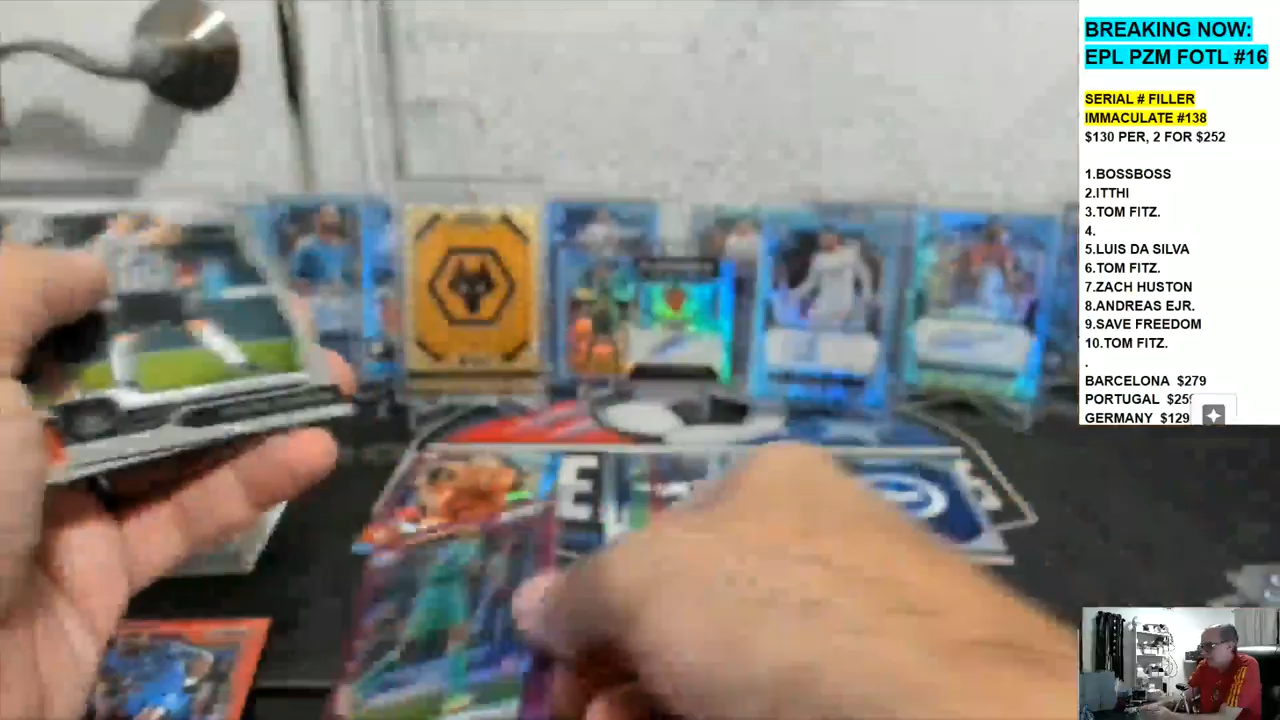 BREAKING NOW:
EPL PZM FOTL #16
SERIAL # FILLER
IMMACULATE #138
$130 PER, 2 FOR $252
1.BOSSBOSS
2.ITTHI
3.TOM FITZ.
4.
5.LUIS DA SILVA
6.TOM FITZ.
7.ZACH HUSTON
8.ANDREAS EJR.
9.SAVE FREEDOM
10.TOM FITZ.
.
BARCELONA $279
PORTUGAL
GERMANY $129